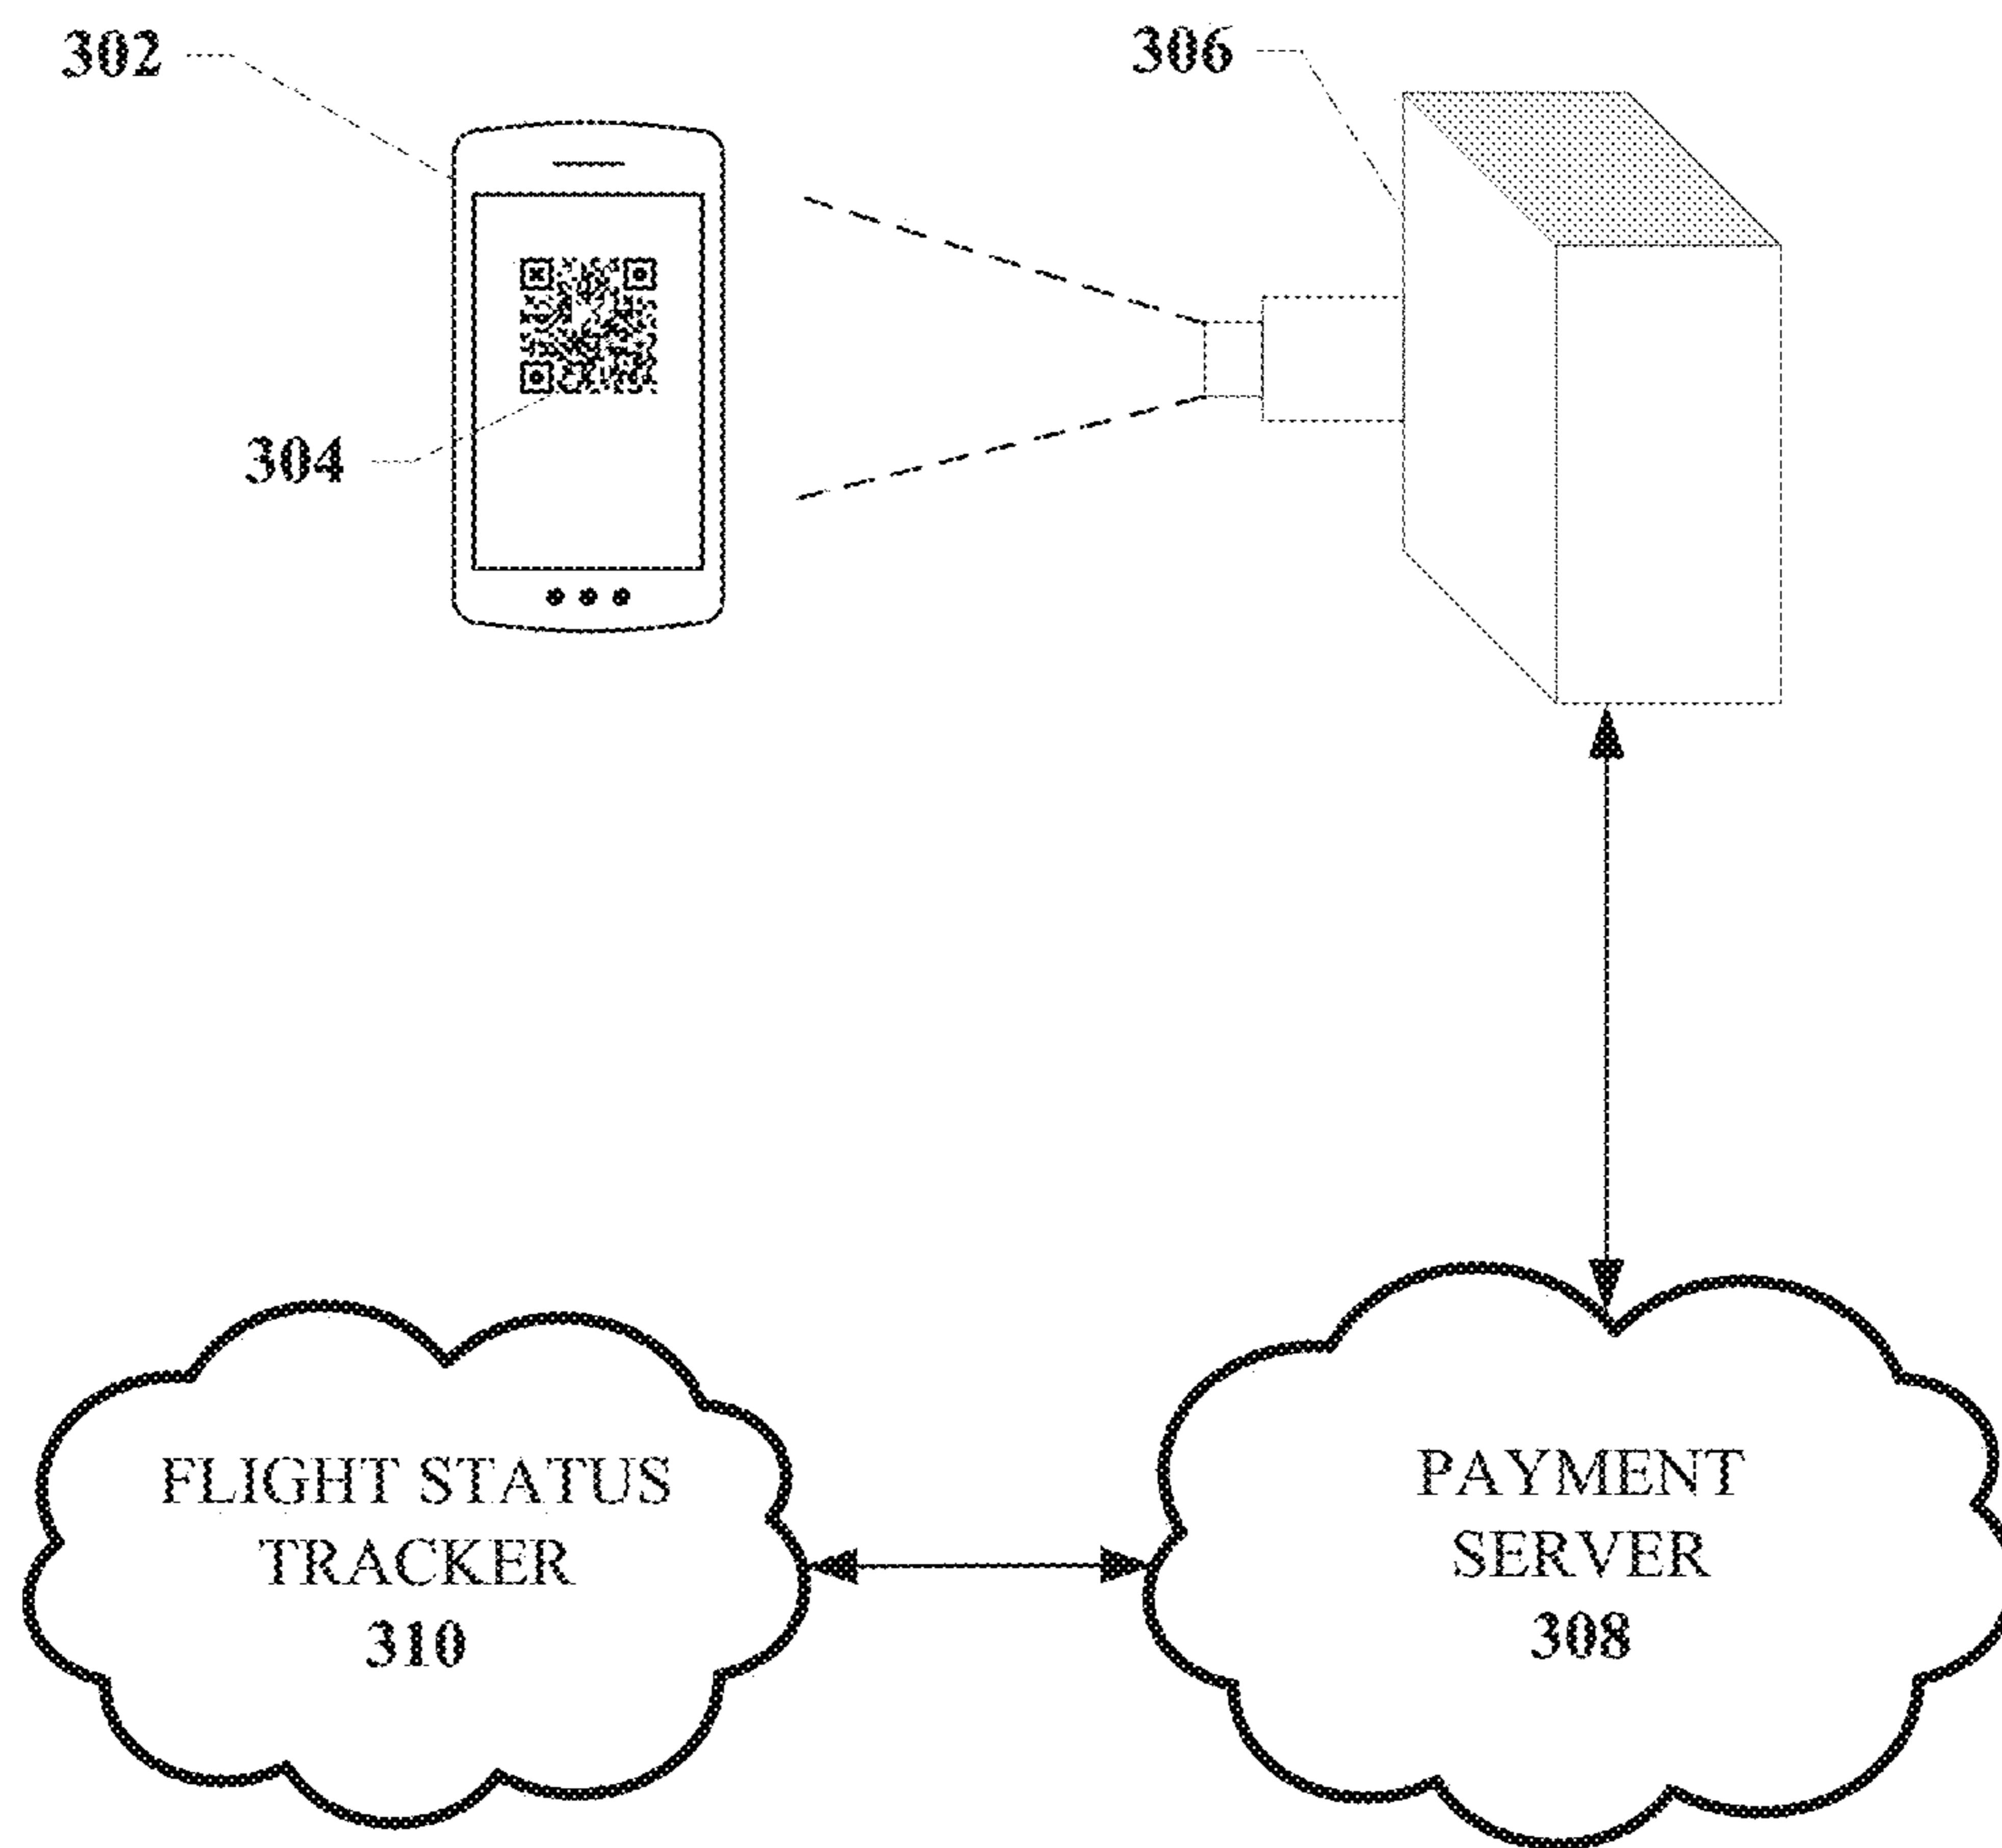 302
306
304
FLIGHT STATUS
TRACKER
310
PAYMENT
SERVER
308